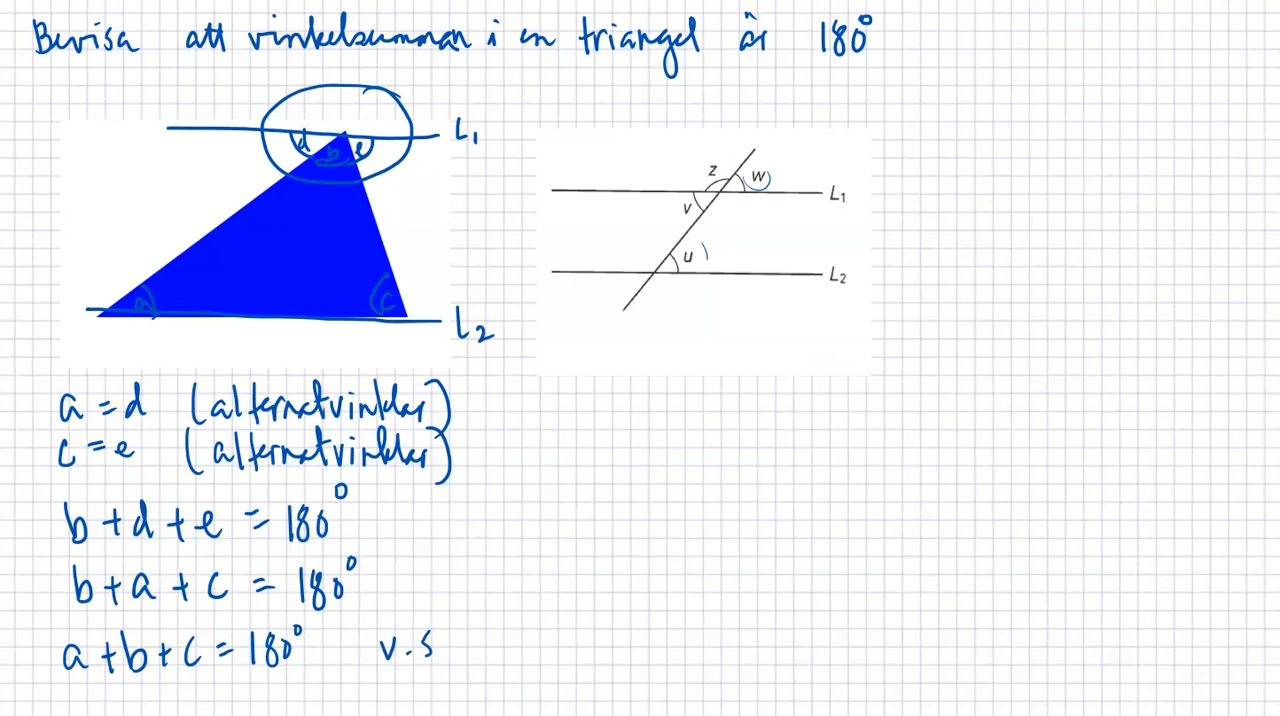 Bevisa att vinkelsumman i en triangel är 180°
d b e L₁
a c L₂
z w
v L₁
u ) L₂
a = d (alternatvinklar)
c = e (alternatvinklar)
b + d + e = 180°
b + a + c = 180°
a + b + c = 180° v.s